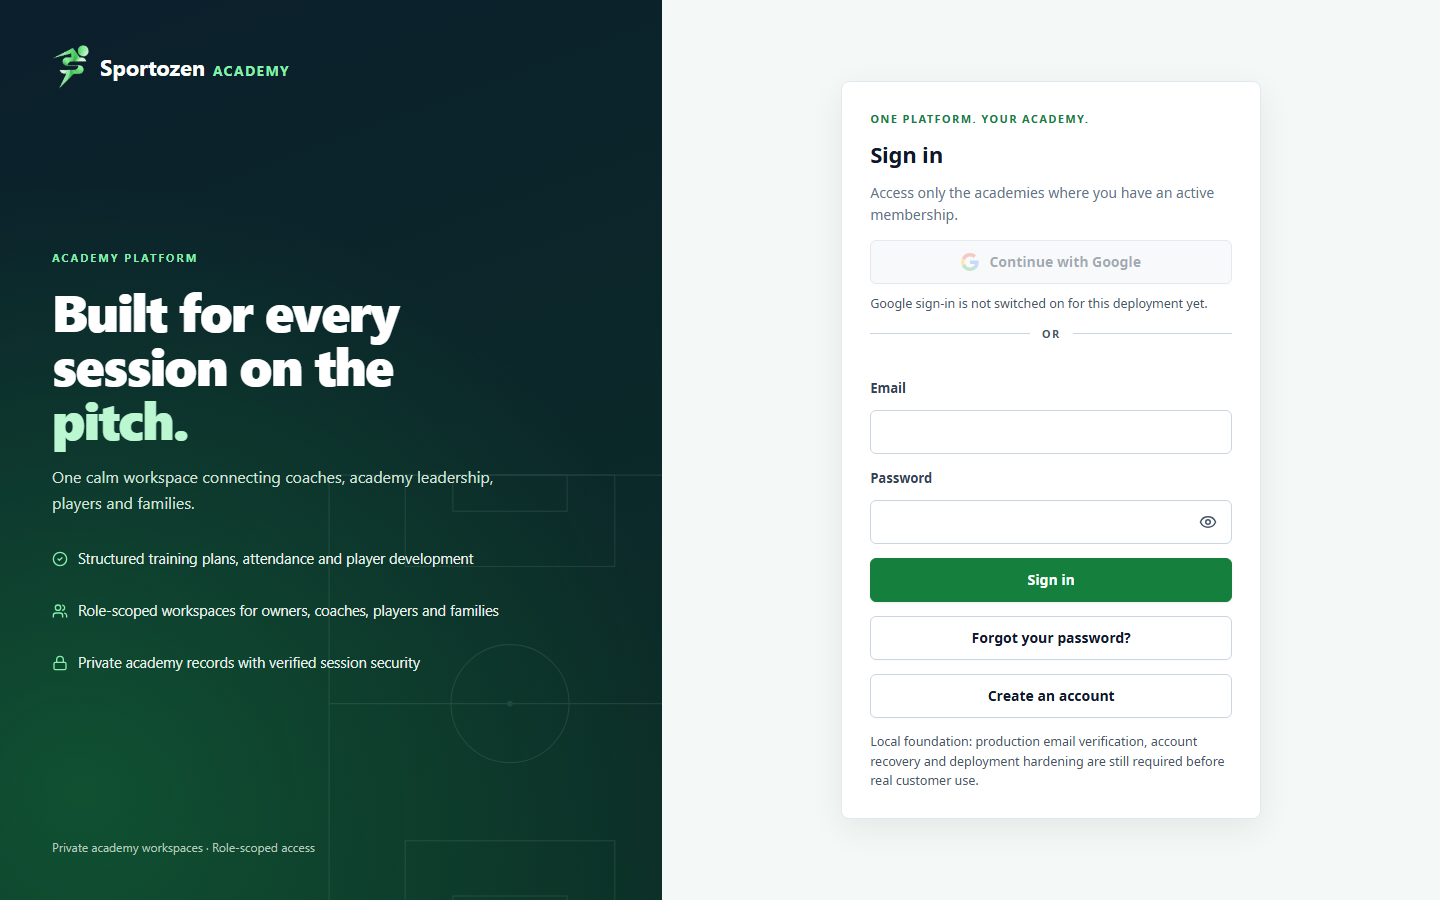 Sportozen ACADEMY
ACADEMY PLATFORM
Built for every
session on the
pitch.
One calm workspace connecting coaches, academy leadership,
players and families.
Structured training plans, attendance and player development
Role-scoped workspaces for owners, coaches, players and families
Private academy records with verified session security
Private academy workspaces · Role-scoped access
ONE PLATFORM. YOUR ACADEMY.
Sign in
Access only the academies where you have an active
membership.
Continue with Google
Google sign-in is not switched on for this deployment yet.
OR
Email
Password
Sign in
Forgot your password?
Create an account
Local foundation: production email verification, account
recovery and deployment hardening are still required before
real customer use.